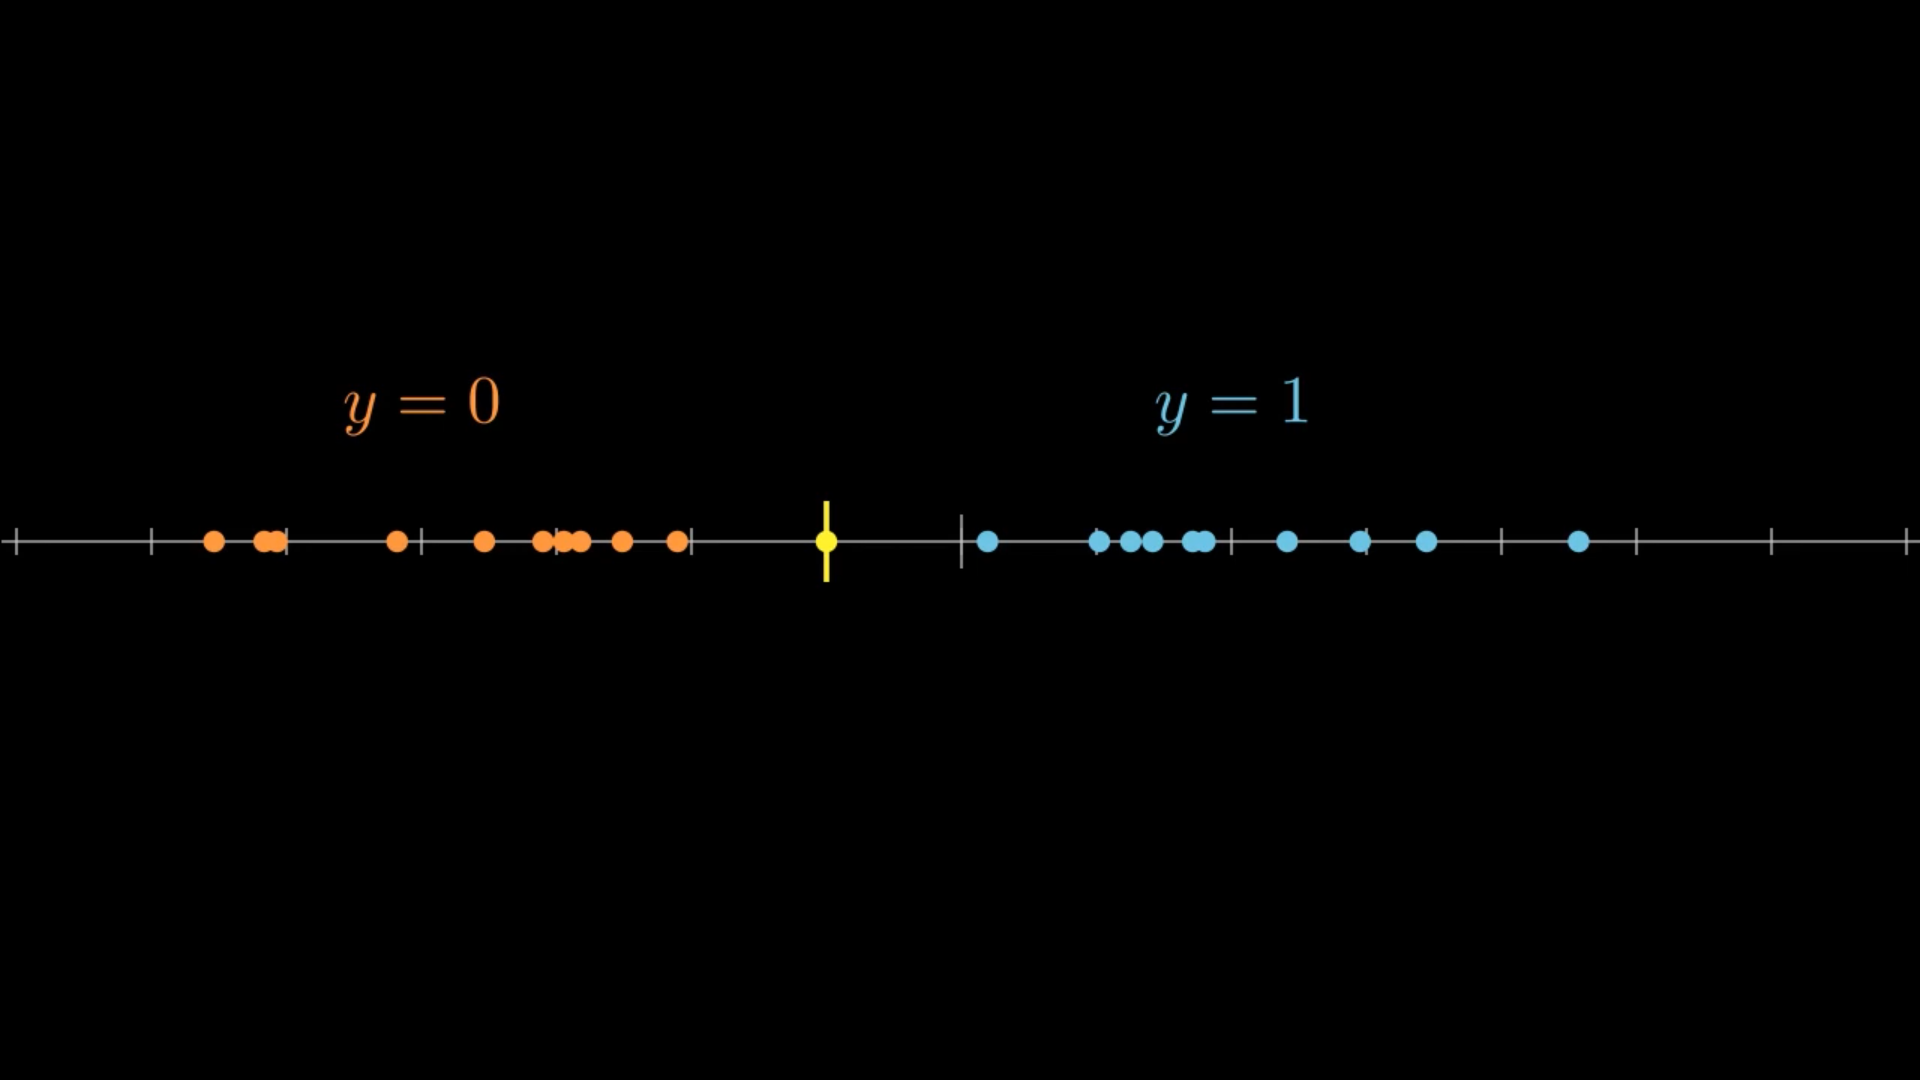 y = 0
y = 1